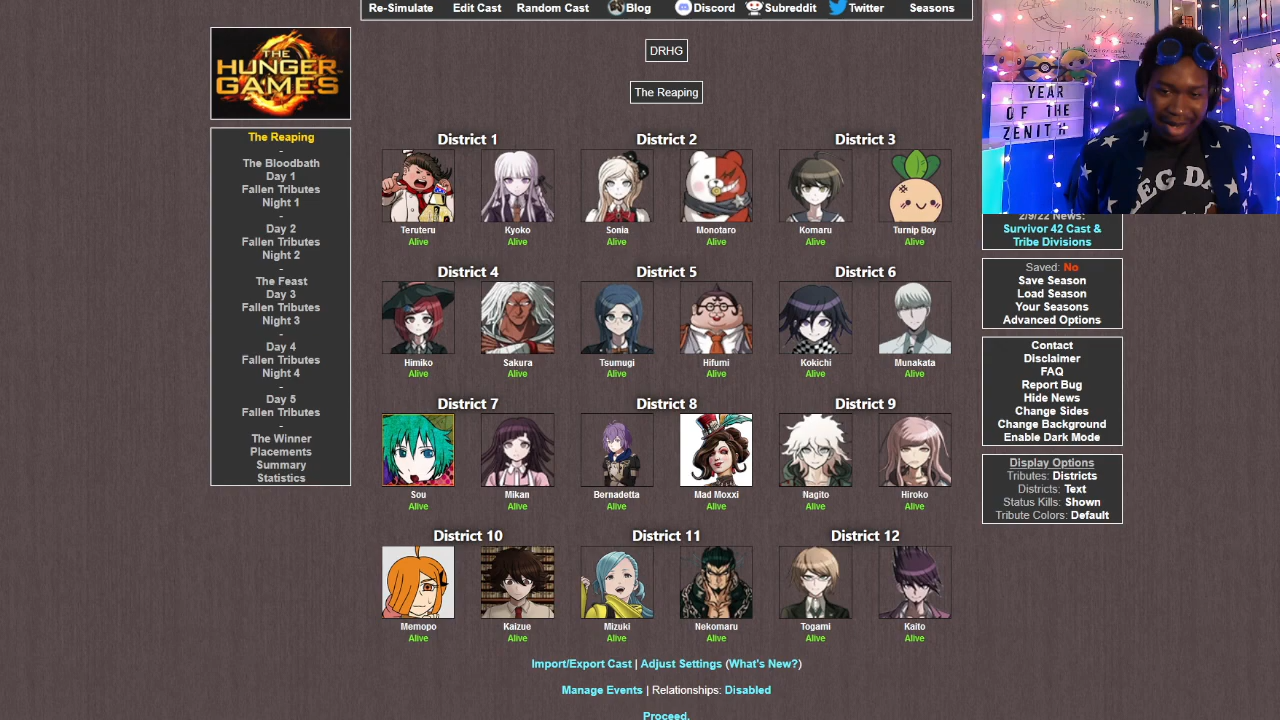 Re-Simulate Edit Cast Random Cast Blog Discord Subreddit Twitter Seasons
THE
HUNGER
GAMES
DRHG
The Reaping
The Reaping
-
The Bloodbath
Day 1
Fallen Tributes
Night 1
-
Day 2
Fallen Tributes
Night 2
-
The Feast
Day 3
Fallen Tributes
Night 3
-
Day 4
Fallen Tributes
Night 4
-
Day 5
Fallen Tributes
-
The Winner
Placements
Summary
Statistics
District 1 District 2 District 3
Teruteru Kyoko Sonia Monotaro Komaru Turnip Boy
Alive Alive Alive Alive Alive Alive
District 4 District 5 District 6
Himiko Sakura Tsumugi Hifumi Kokichi Munakata
Alive Alive Alive Alive Alive Alive
District 7 District 8 District 9
Sou Mikan Bernadetta Mad Moxxi Nagito Hiroko
Alive Alive Alive Alive Alive Alive
District 10 District 11 District 12
Memopo Kaizue Mizuki Nekomaru Togami Kaito
Alive Alive Alive Alive Alive Alive
Import/Export Cast | Adjust Settings (What's New?)
Manage Events | Relationships: Disabled
Proceed.
YEAR
OF THE
ZENITH
2/9/22 News:
Survivor 42 Cast &
Tribe Divisions
Saved: No
Save Season
Load Season
Your Seasons
Advanced Options
Contact
Disclaimer
FAQ
Report Bug
Hide News
Change Sides
Change Background
Enable Dark Mode
Display Options
Tributes: Districts
Districts: Text
Status Kills: Shown
Tribute Colors: Default